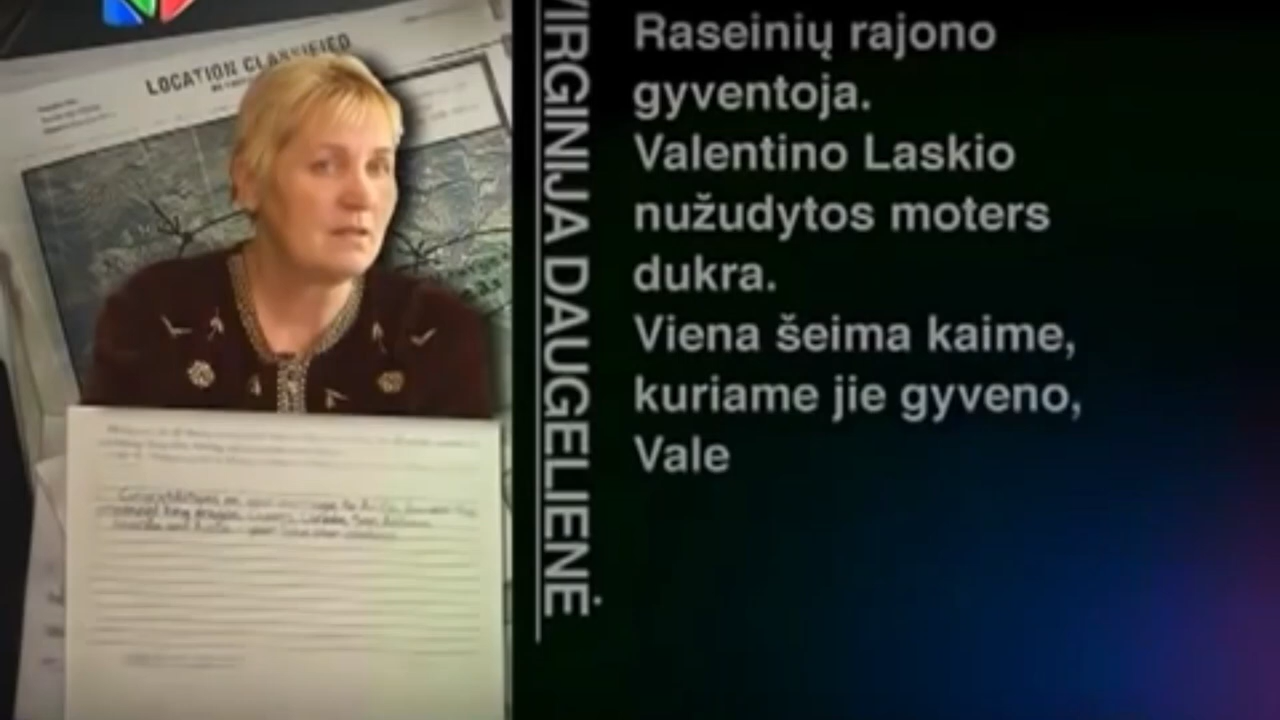 LOCATION CLASSIFIED
VIRGINIJA DAUGELIENĖ
Raseinių rajono
gyventoja.
Valentino Laskio
nužudytos moters
dukra.
Viena šeima kaime,
kuriame jie gyveno,
Vale